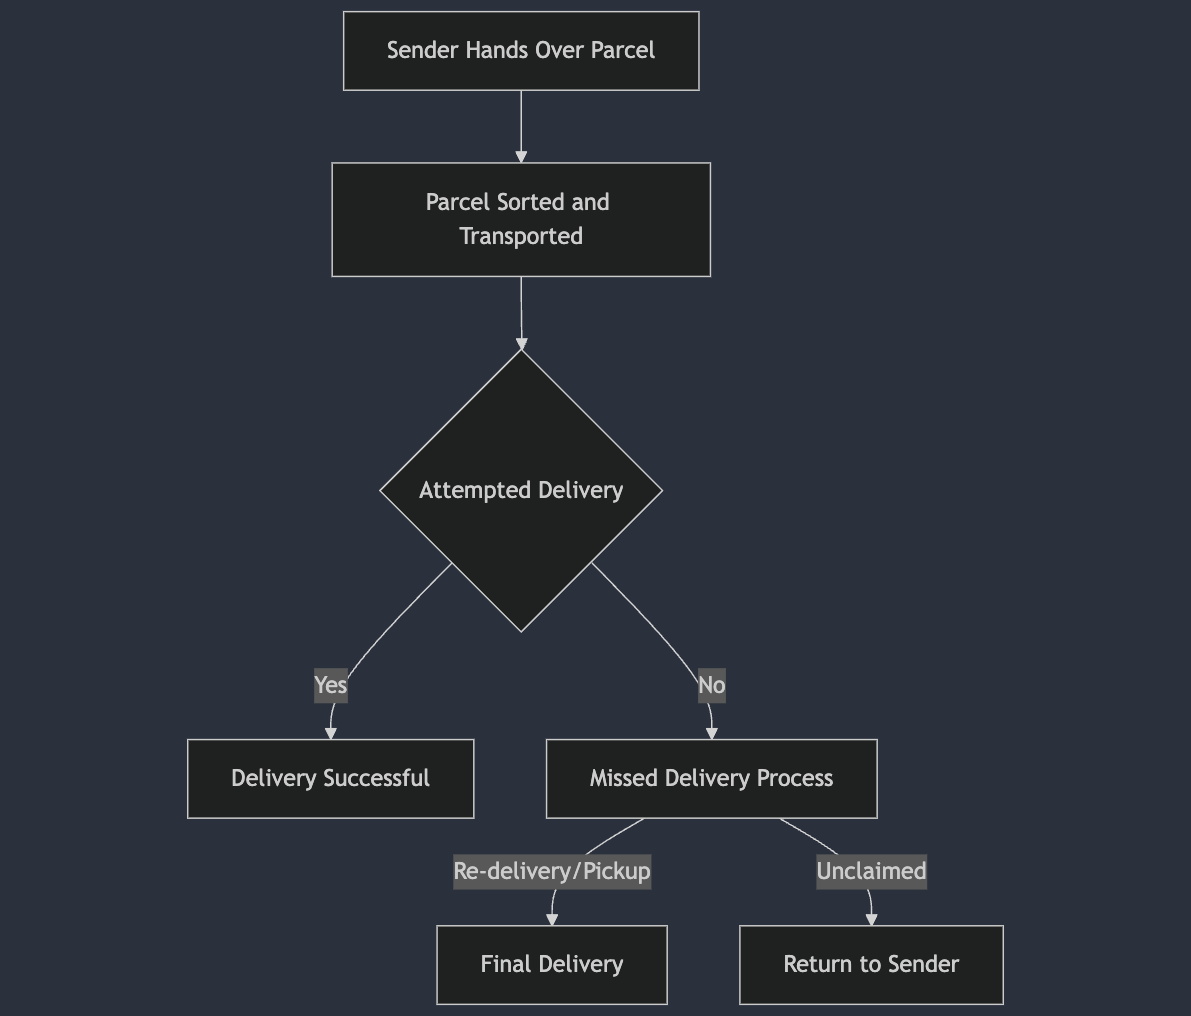 Sender Hands Over Parcel
Parcel Sorted and
Transported
Attempted Delivery
Yes
No
Delivery Successful
Missed Delivery Process
Re-delivery/Pickup
Unclaimed
Final Delivery
Return to Sender